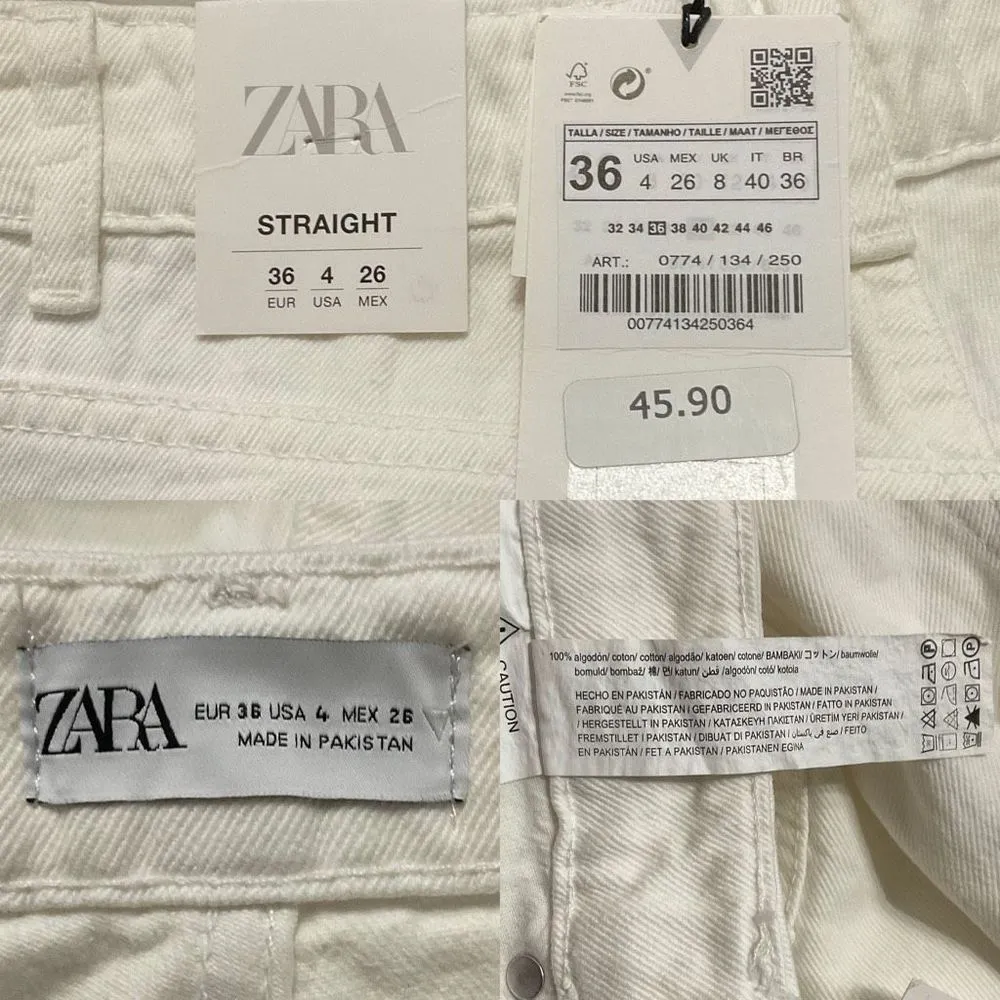 ZARA
STRAIGHT
36 4 26
EUR USA MEX
FSC
TALLA / SIZE / TAMANHO / TAILLE / MAAT / ΜΕΓΕΘΟΣ
36 USA MEX UK IT BR
4 26 8 40 36
32 34 36 38 40 42 44 46
ART.: 0774 / 134 / 250
00774134250364
45.90
ZARA
EUR 36 USA 4 MEX 26
MADE IN PAKISTAN
CAUTION
100% algodón/ coton/ cotton/ algodão/ katoen/ cotone/ ΒΑΜΒΑΚΙ/ コットン/ baumwolle/
bomuld/ bombaž/ 棉/ 면/ katun/ قطن /algodón/ cotó/ kotoia
HECHO EN PAKISTÁN / FABRICADO NO PAQUISTÃO / MADE IN PAKISTAN /
FABRIQUÉ AU PAKISTAN / GEFABRICEERD IN PAKISTAN / FATTO IN PAKISTAN
/ HERGESTELLT IN PAKISTAN / ΚΑΤΑΣΚΕΥΗ ΠΑΚΙΣΤΑΝ / ÜRETİM YERİ PAKISTAN /
FREMSTILLET I PAKISTAN / DIBUAT DI PAKISTAN / صنع في باكستان / FEITO
EN PAKISTÁN / FET A PAKISTAN / PAKISTANEN EGINA